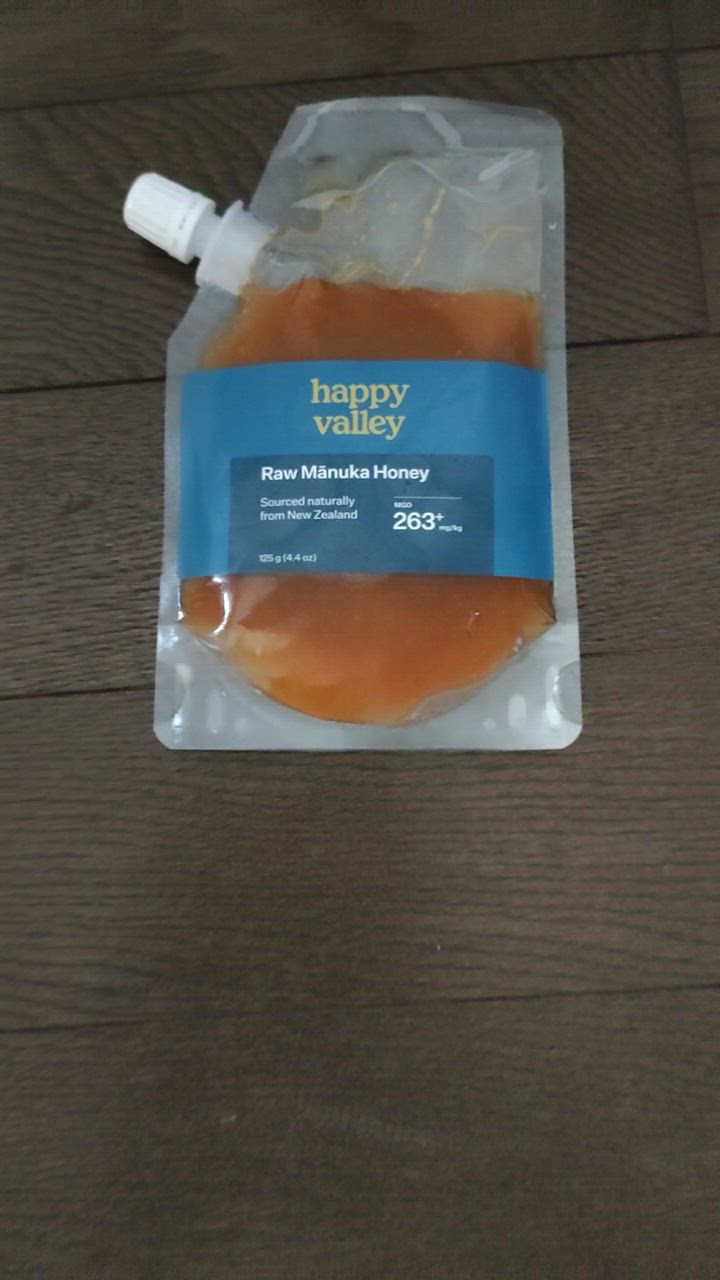 happy
valley
Raw Mānuka Honey
Sourced naturally
from New Zealand
MGO
263+ mg/kg
125 g (4.4 oz)